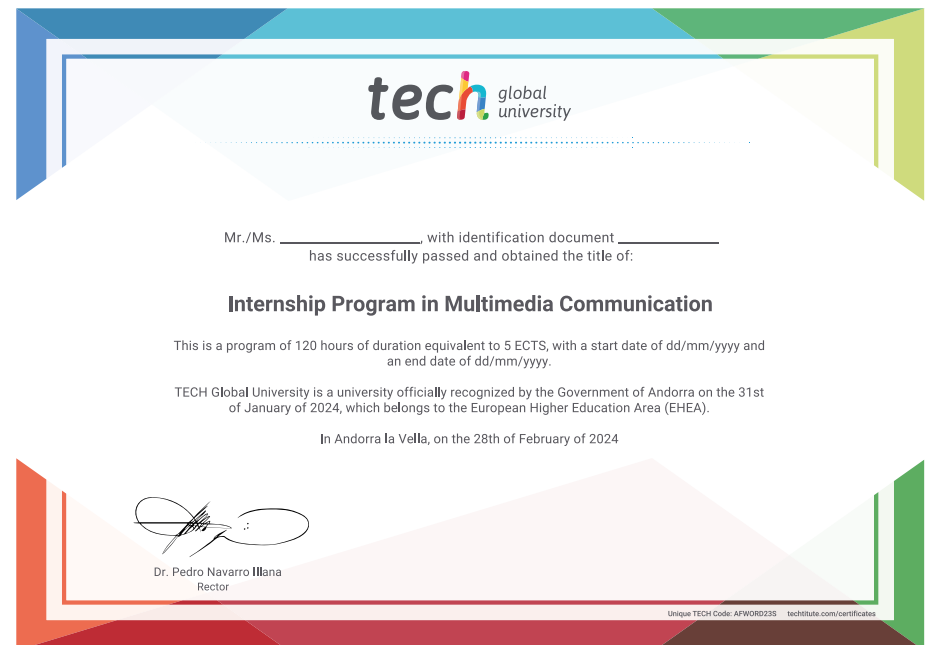 tech global
university
Mr./Ms. ____________, with identification document ____________
has successfully passed and obtained the title of:
Internship Program in Multimedia Communication
This is a program of 120 hours of duration equivalent to 5 ECTS, with a start date of dd/mm/yyyy and
an end date of dd/mm/yyyy.
TECH Global University is a university officially recognized by the Government of Andorra on the 31st
of January of 2024, which belongs to the European Higher Education Area (EHEA).
In Andorra la Vella, on the 28th of February of 2024
Dr. Pedro Navarro Illana
Rector
Unique TECH Code: AFWORD23S techtitute.com/certificates